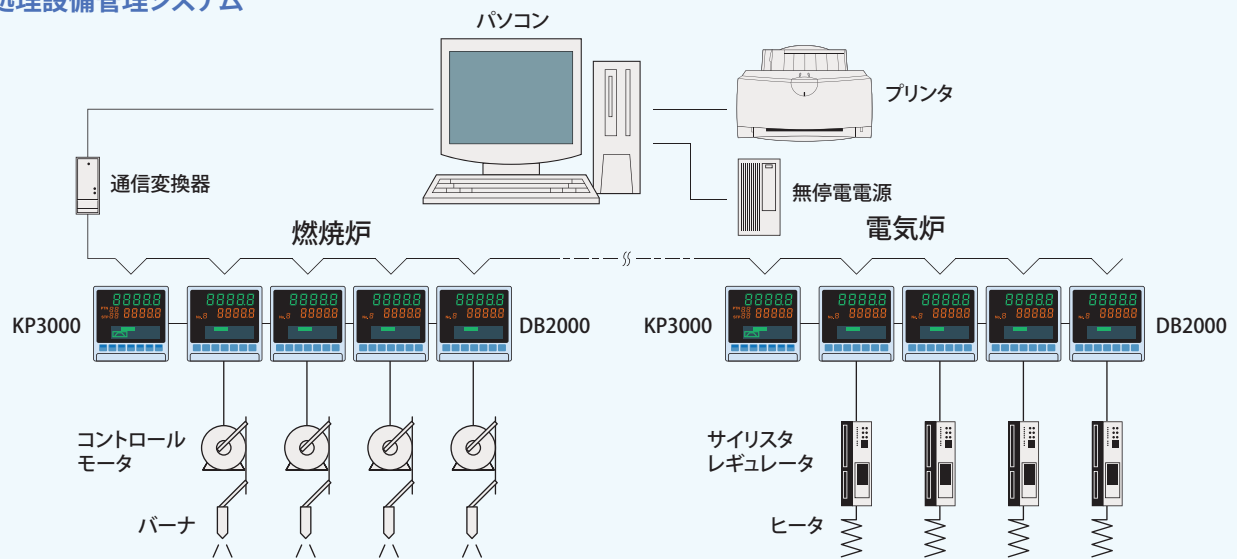 処理設備管理システム
パソコン
プリンタ
通信変換器
無停電電源
燃焼炉
電気炉
KP3000
DB2000
KP3000
DB2000
コントロール
モータ
サイリスタ
レギュレータ
バーナ
ヒータ